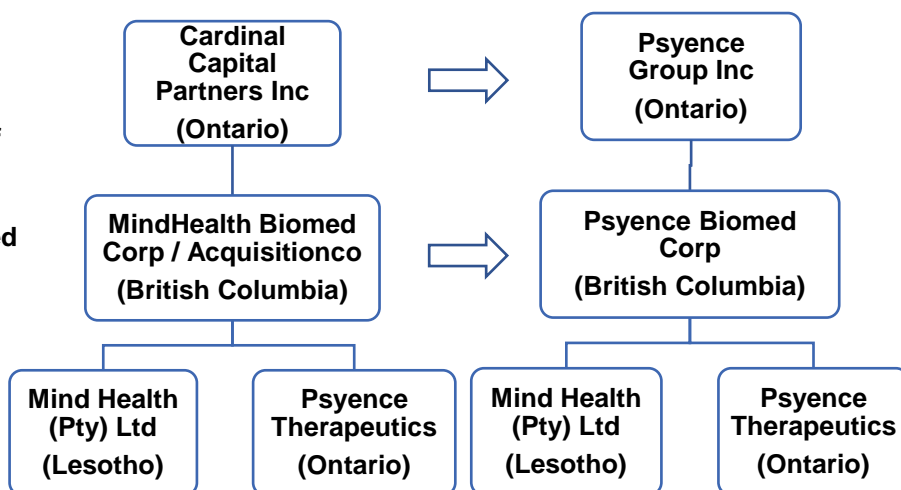 Cardinal
Capital
Partners Inc
(Ontario)
Psyence
Group Inc
(Ontario)
ed
MindHealth Biomed
Corp / Acquisitionco
(British Columbia)
Psyence Biomed
Corp
(British Columbia)
Mind Health
(Pty) Ltd
(Lesotho)
Psyence
Therapeutics
(Ontario)
Mind Health
(Pty) Ltd
(Lesotho)
Psyence
Therapeutics
(Ontario)